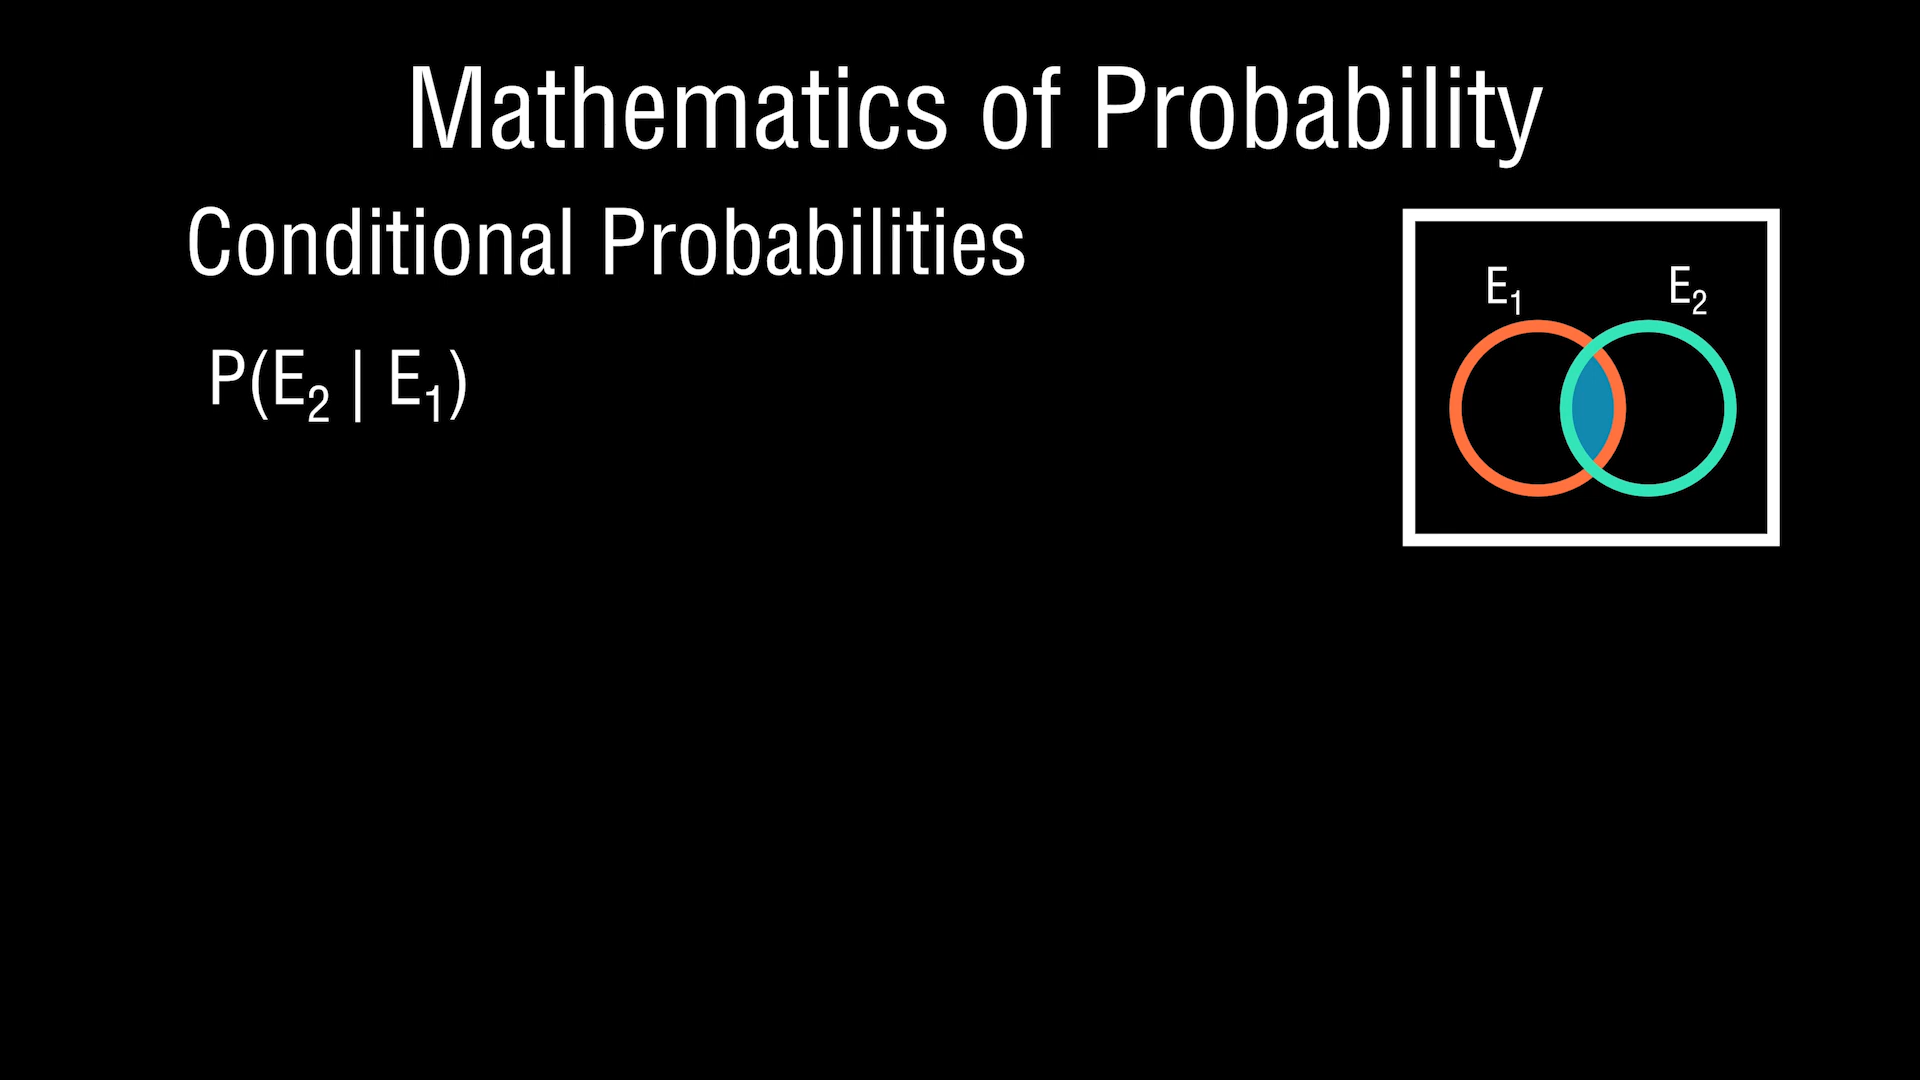 Mathematics of Probability
Conditional Probabilities
E₁ E₂
P(E₂ | E₁)